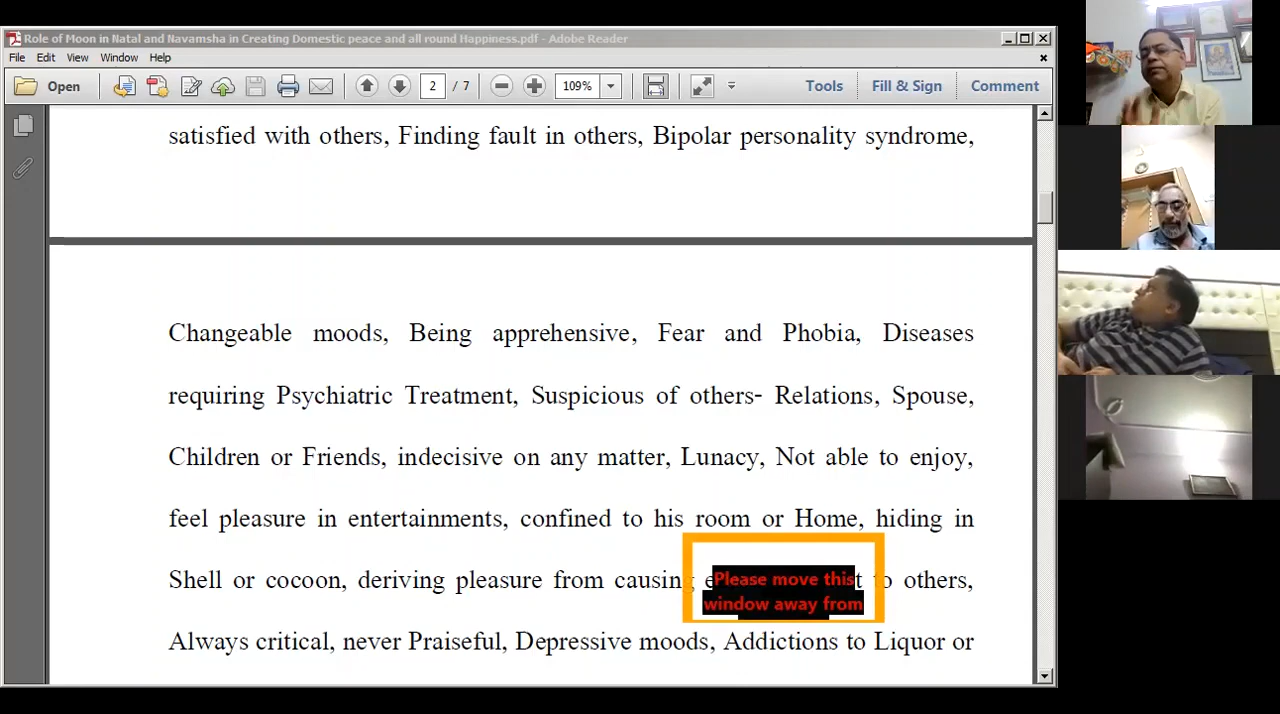 Role of Moon in Natal and Navamsha in Creating Domestic peace and all round Happiness.pdf - Adobe Reader
File Edit View Window Help
Open 2 / 7 109% Tools Fill & Sign Comment
satisfied with others, Finding fault in others, Bipolar personality syndrome,
Changeable moods, Being apprehensive, Fear and Phobia, Diseases
requiring Psychiatric Treatment, Suspicious of others- Relations, Spouse,
Children or Friends, indecisive on any matter, Lunacy, Not able to enjoy,
feel pleasure in entertainments, confined to his room or Home, hiding in
Shell or cocoon, deriving pleasure from causing to others,
Please move this
window away from
Always critical, never Praiseful, Depressive moods, Addictions to Liquor or